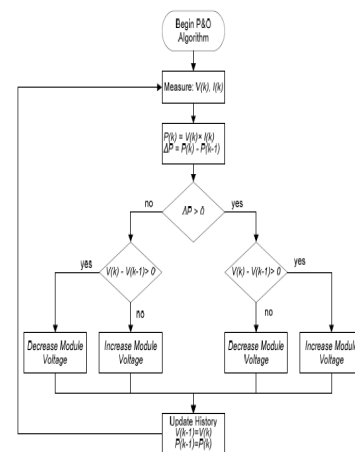 Begin P&O
Algorithm
Measure: V(k), I(k)
P(k) = V(k)× I(k)
ΔP = P(k) - P(k-1)
no
ΔP > 0
yes
yes
V(k) - V(k-1)> 0
V(k) - V(k-1)> 0
yes
no
no
Decrease Module
Voltage
Increase Module
Voltage
Decrease Module
Voltage
Increase Module
Voltage
Update History
V(k-1)=V(k)
P(k-1)=P(k)